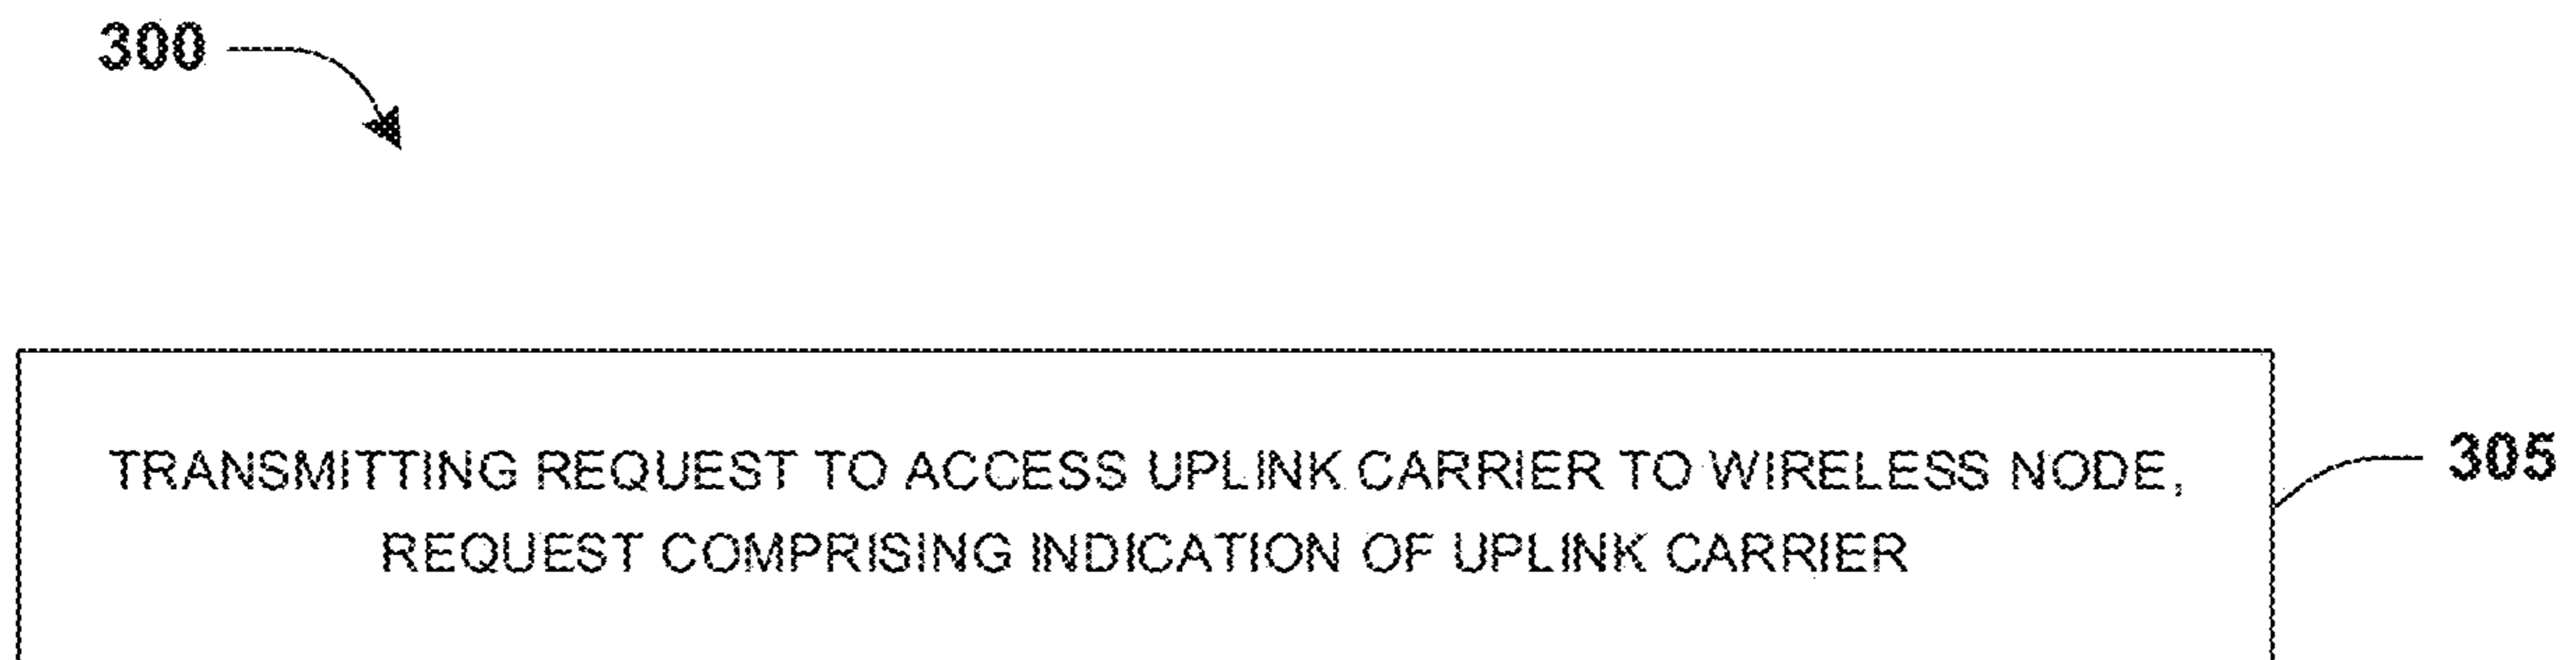 300
TRANSMITTING REQUEST TO ACCESS UPLINK CARRIER TO WIRELESS NODE,
305
REQUEST COMPRISING INDICATION OF UPLINK CARRIER